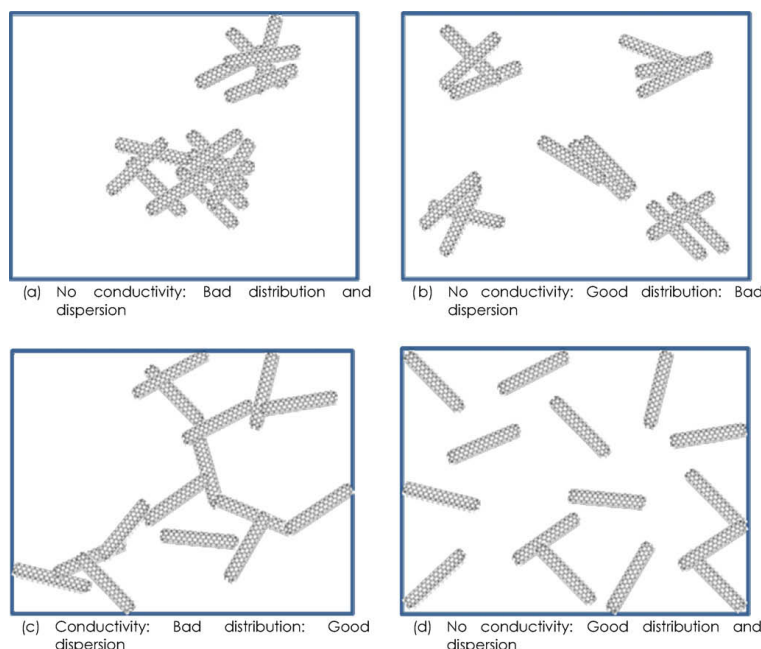 (a) No conductivity: Bad distribution and
dispersion
(b) No conductivity: Good distribution: Bad
dispersion
(c) Conductivity: Bad distribution: Good
dispersion
(d) No conductivity: Good distribution and
dispersion